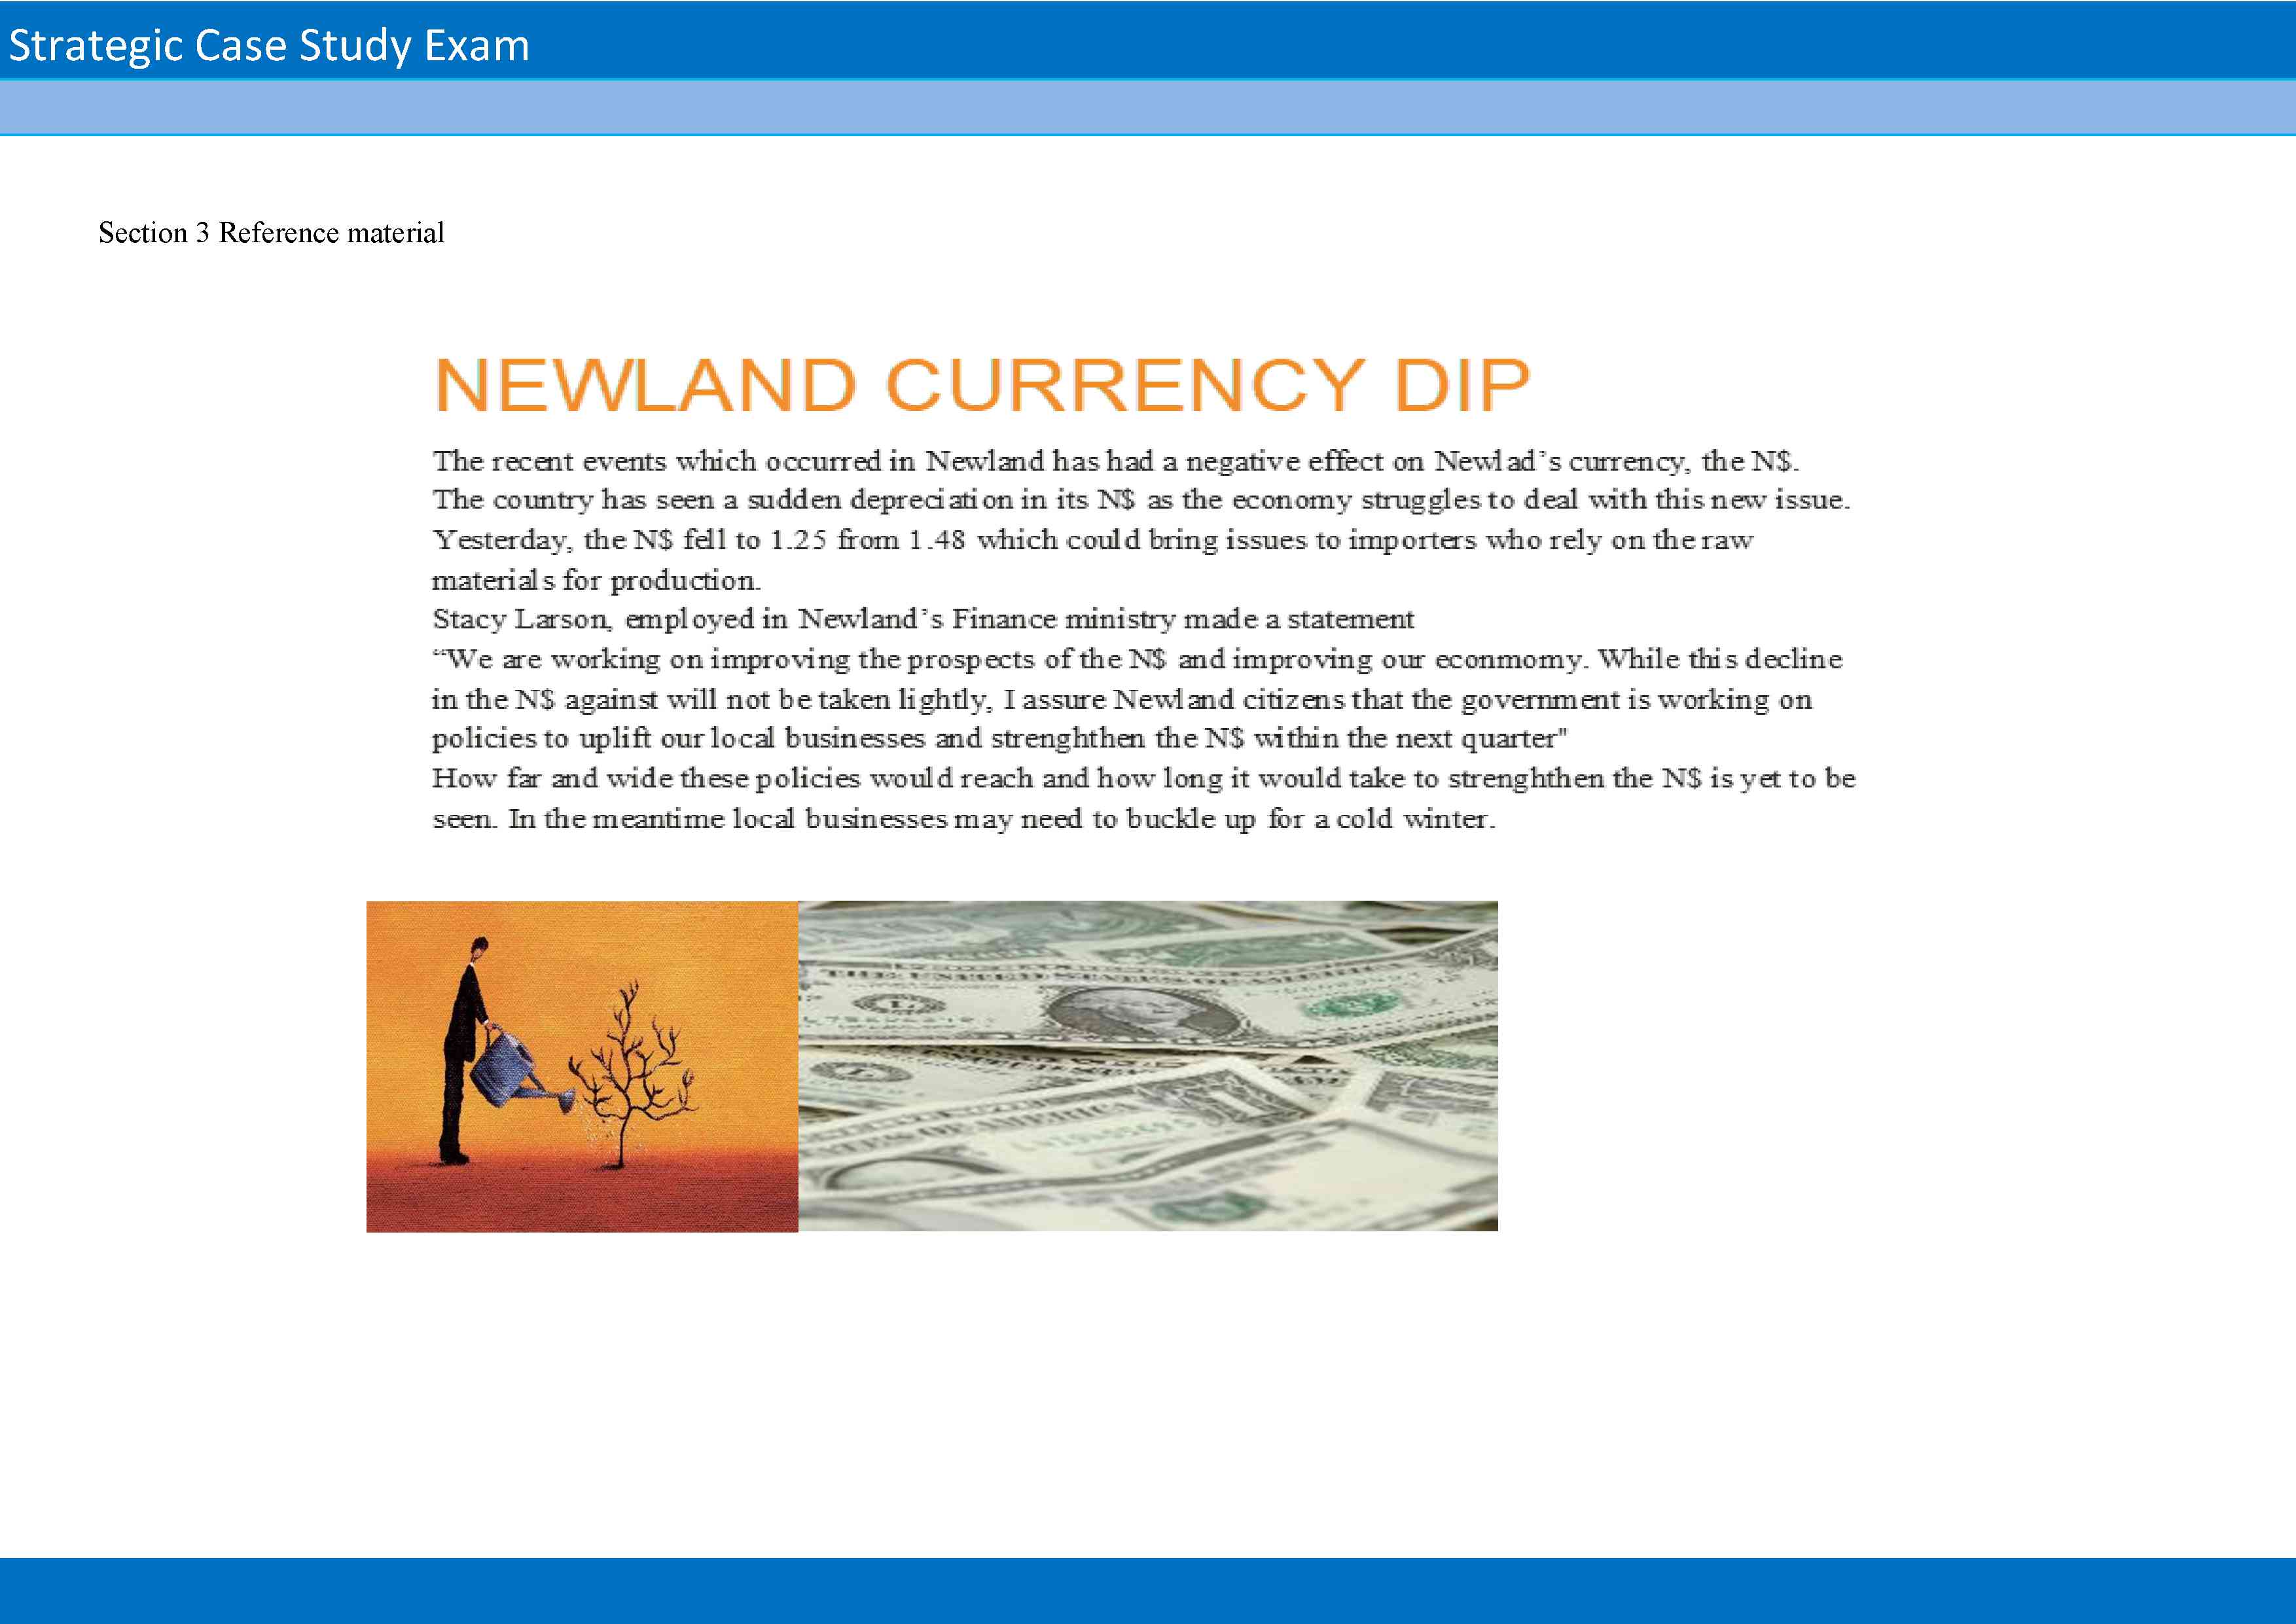 Strategic Case Study Exam
Section 3 Reference material
NEWLAND CURRENCY DIP
The recent events which occurred in Newland has had a negative effect on Newlad's currency, the N$.
The country has seen a sudden depreciation in its N$ as the economy struggles to deal with this new issue.
Yesterday, the N$ fell to 1.25 from 1.48 which could bring issues to importers who rely on the raw
materials for production.
Stacy Larson, employed in Newland's Finance ministry made a statement
“We are working on improving the prospects of the N$ and improving our econmomy. While this decline
in the N$ against will not be taken lightly, I assure Newland citizens that the government is working on
policies to uplift our local businesses and strenghthen the N$ within the next quarter"
How far and wide these policies would reach and how long it would take to strenghthen the N$ is yet to be
seen. In the meantime local businesses may need to buckle up for a cold winter.
THE UNITED STATES OF AMERICA